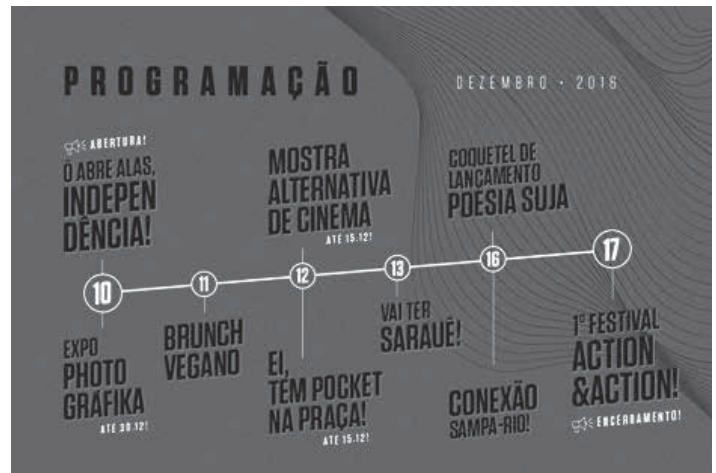 PROGRAMAÇÃO
DEZEMBRO • 2016
ABERTURA!
Ô ABRE ALAS,
INDEPEN
DÊNCIA!
MOSTRA
ALTERNATIVA
DE CINEMA
ATÉ 15.12!
COQUETEL DE
LANÇAMENTO
POESIA SUJA
10
11
12
13
16
17
EXPO
PHOTO
GRAFIKA
ATÉ 30.12!
BRUNCH
VEGANO
EI,
TEM POCKET
NA PRAÇA!
ATÉ 15.12!
VAI TER
SARAUÊ!
CONEXÃO
SAMPA-RIO!
1º FESTIVAL
ACTION
&ACTION!
ENCERRAMENTO!